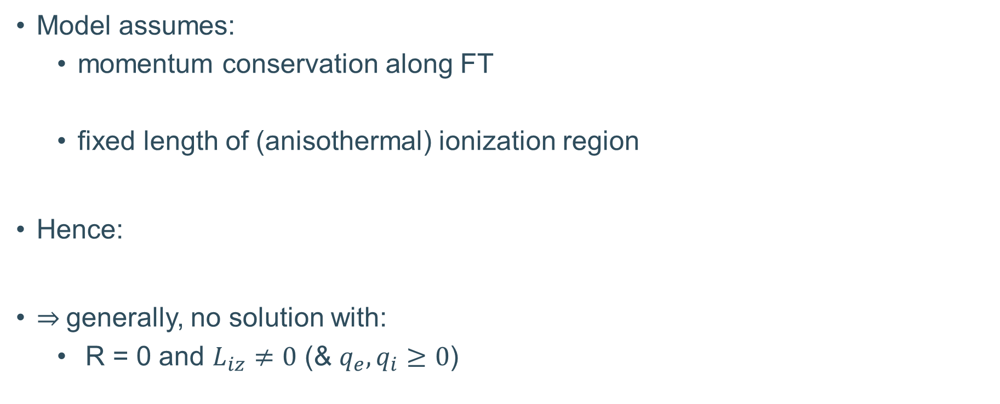 • Model assumes:
• momentum conservation along FT
• fixed length of (anisothermal) ionization region
• Hence:
• ⇒ generally, no solution with:
• R = 0 and $L_{iz} \neq 0$ (& $q_e, q_i \geq 0$)